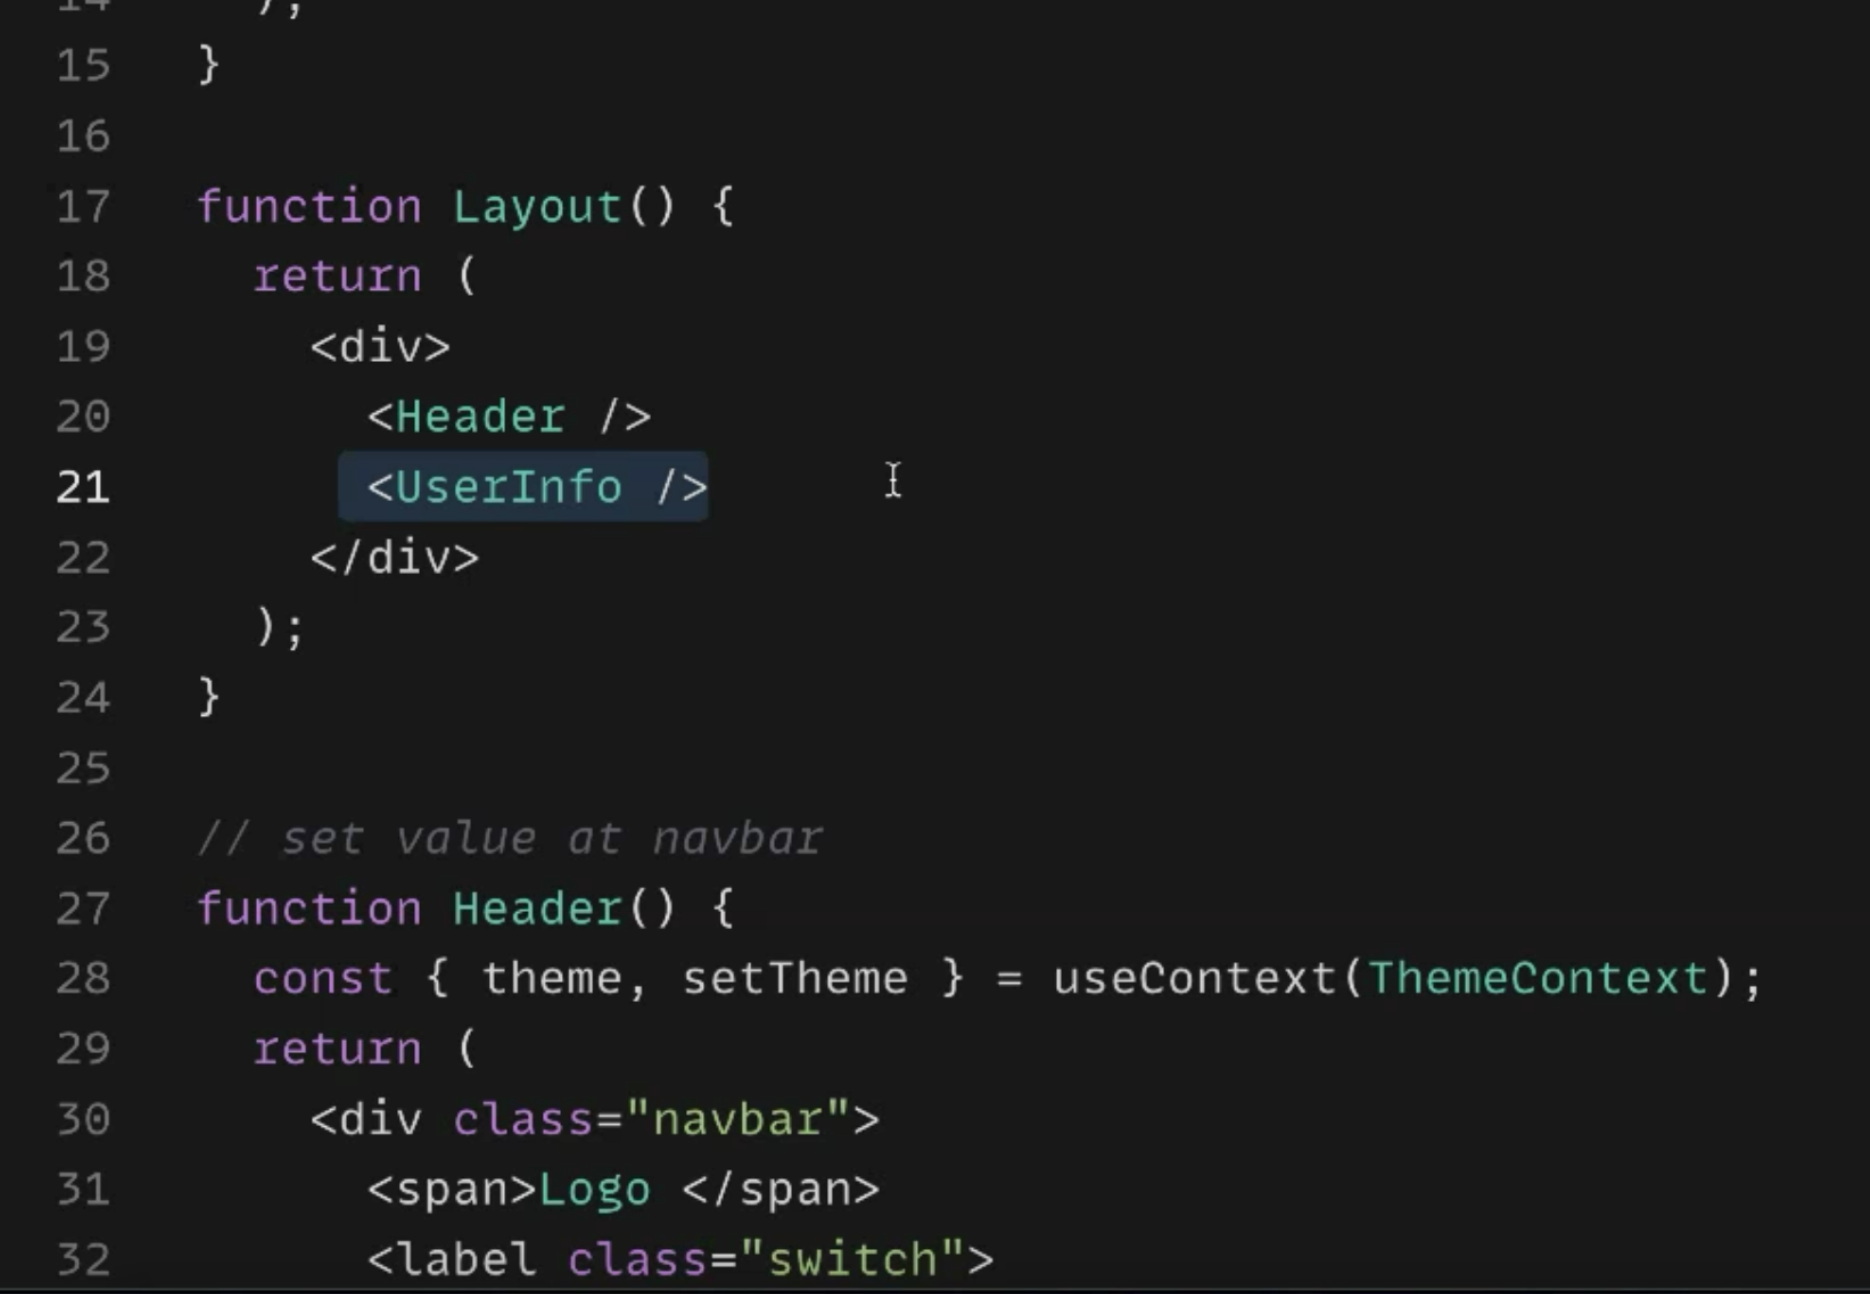 14 );
15 }
16
17 function Layout() {
18 return (
19 <div>
20 <Header />
21 <UserInfo />
22 </div>
23 );
24 }
25
26 // set value at navbar
27 function Header() {
28 const { theme, setTheme } = useContext(ThemeContext);
29 return (
30 <div class="navbar">
31 <span>Logo </span>
32 <label class="switch">